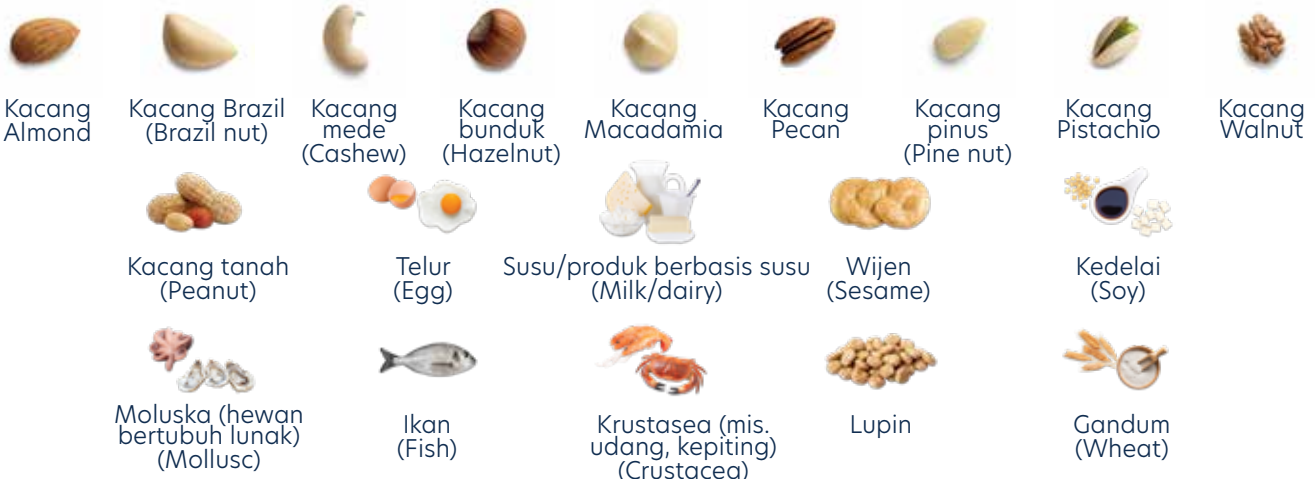 Kacang
Almond
Kacang Brazil
(Brazil nut)
Kacang
mede
(Cashew)
Kacang
bunduk
(Hazelnut)
Kacang
Macadamia
Kacang
Pecan
Kacang
pinus
(Pine nut)
Kacang
Pistachio
Kacang
Walnut
Kacang tanah
(Peanut)
Telur
(Egg)
Susu/produk berbasis susu
(Milk/dairy)
Wijen
(Sesame)
Kedelai
(Soy)
Moluska (hewan
bertubuh lunak)
(Mollusc)
Ikan
(Fish)
Krustasea (mis.
udang, kepiting)
(Crustacea)
Lupin
Gandum
(Wheat)